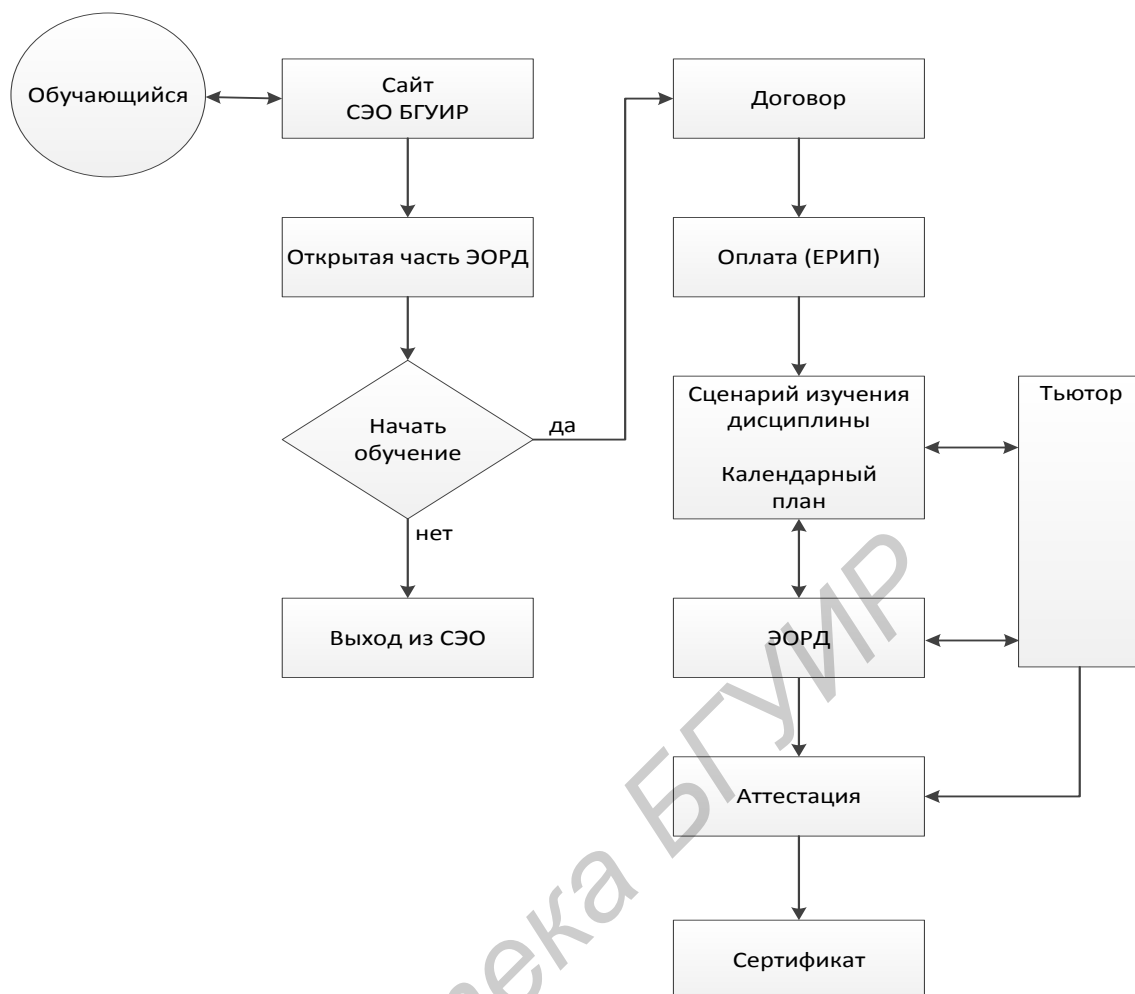 Обучающийся
Сайт
СЭО БГУИР
Открытая часть ЭОРД
Начать
обучение
да
нет
Выход из СЭО
Договор
Оплата (ЕРИП)
Сценарий изучения
дисциплины
Календарный
план
Тьютор
ЭОРД
Аттестация
Сертификат
БГУИР